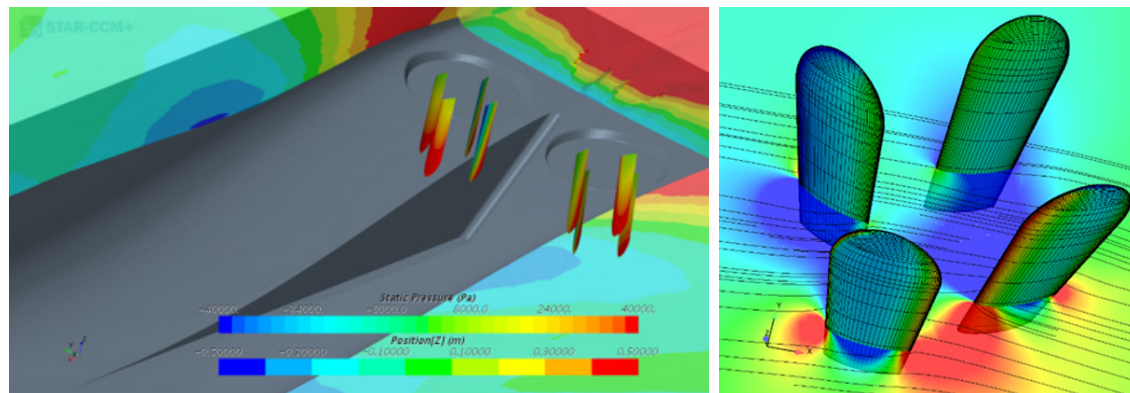 STAR-CCM+
Static Pressure (Pa)
-40000. -24000. -8000.0 8000.0 24000. 40000.
Position[Z] (m)
-0.50000 -0.30000 -0.10000 0.10000 0.30000 0.50000
Z
Y
X
Y
Z
X